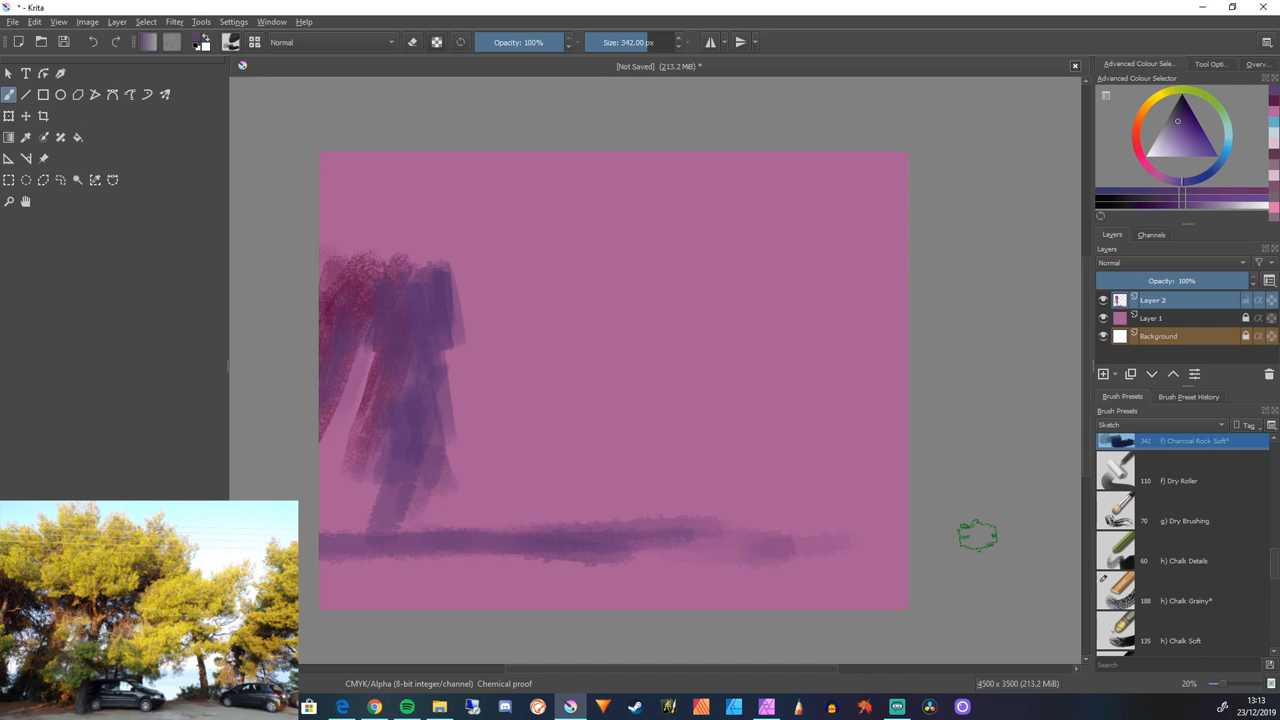 * - Krita
File Edit View Image Layer Select Filter Tools Settings Window Help
Normal Opacity: 100% Size: 342.00 px
[Not Saved] (213.2 MiB) *
Advanced Colour Sele... Tool Opti... Overv...
Advanced Colour Selector
Layers Channels
Layers
Normal
Opacity: 100%
Layer 2
Layer 1
Background
Brush Presets Brush Preset History
Brush Presets
Sketch Tag
342 f) Charcoal Rock Soft*
110 f) Dry Roller
70 g) Dry Brushing
60 h) Chalk Details
188 h) Chalk Grainy*
135 h) Chalk Soft
Search
CMYK/Alpha (8-bit integer/channel) Chemical proof
4500 x 3500 (213.2 MiB)
20%
13:13
23/12/2019